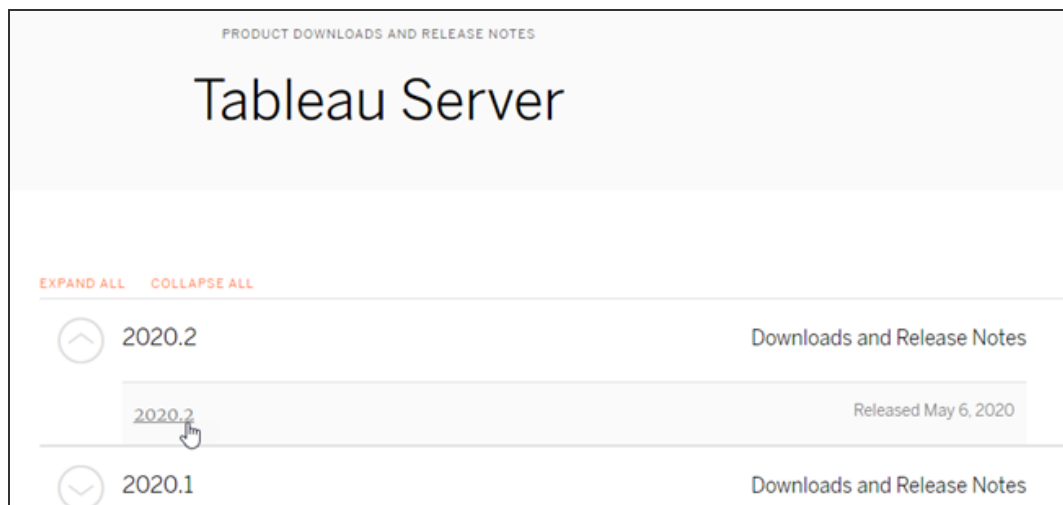 PRODUCT DOWNLOADS AND RELEASE NOTES
Tableau Server
EXPAND ALL COLLAPSE ALL
2020.2 Downloads and Release Notes
2020.2 Released May 6, 2020
2020.1 Downloads and Release Notes